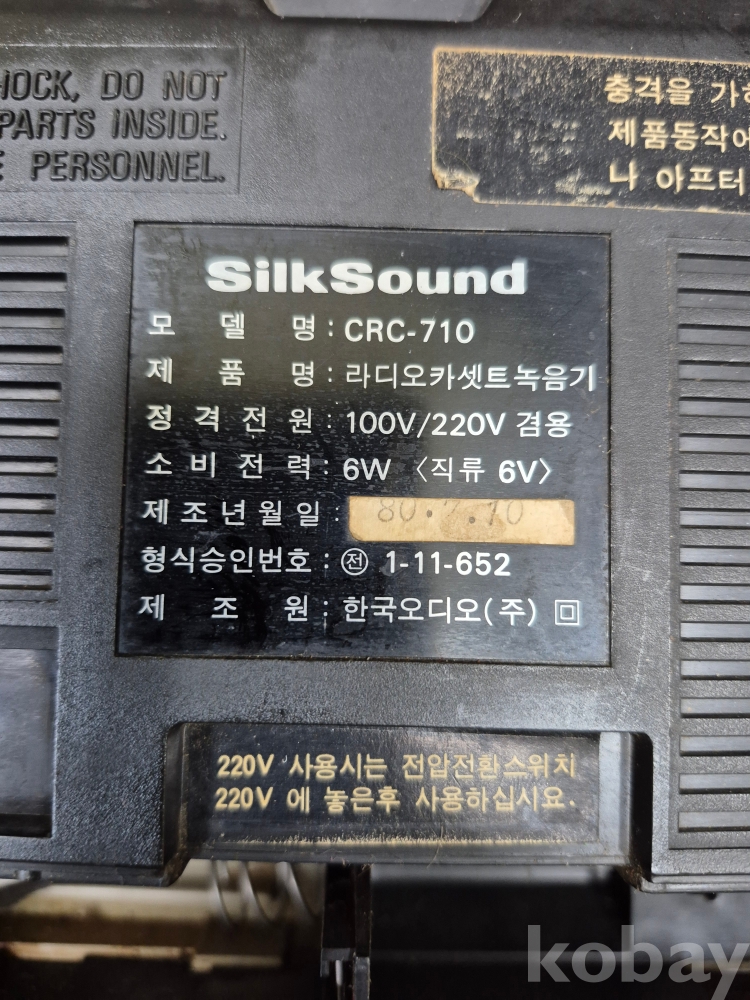 HOCK, DO NOT
PARTS INSIDE.
E PERSONNEL.
충격을 가
제품동작에
나 아프터
SilkSound
모 델 명 : CRC-710
제 품 명 : 라디오카셋트녹음기
정 격 전 원 : 100V/220V 겸용
소 비 전 력 : 6W 〈직류 6V〉
제 조 년 월 일 : 80.7.10
형식승인번호 : ㊞ 1-11-652
제 조 원 : 한국오디오(주)
220V 사용시는 전압전환스위치
220V 에 놓은후 사용하십시요.
kobay